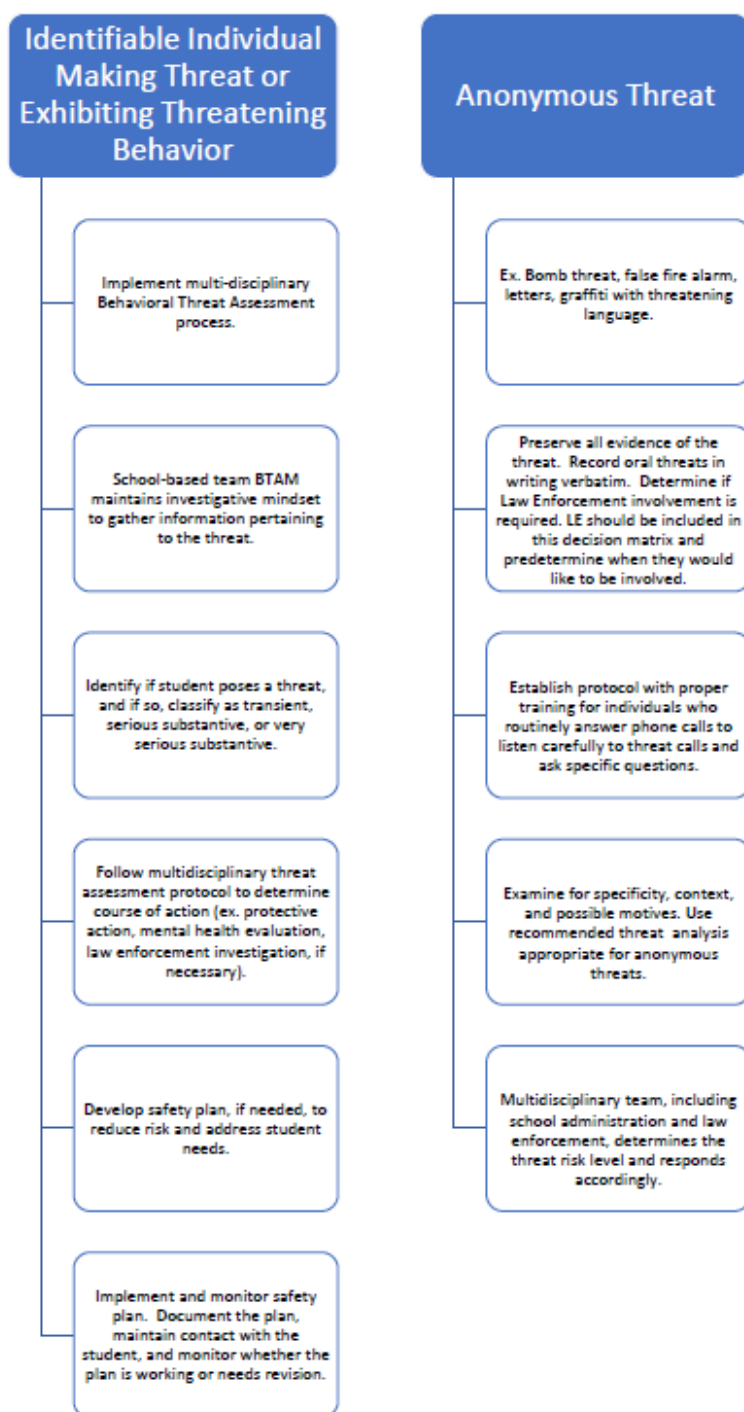 Identifiable Individual
Making Threat or
Exhibiting Threatening
Behavior
Implement multi-disciplinary
Behavioral Threat Assessment
process.
School-based team BTAM
maintains investigative mindset
to gather information pertaining
to the threat.
Identify if student poses a threat,
and if so, classify as transient,
serious substantive, or very
serious substantive.
Follow multidisciplinary threat
assessment protocol to determine
course of action (ex. protective
action, mental health evaluation,
law enforcement investigation, if
necessary).
Develop safety plan, if needed, to
reduce risk and address student
needs.
Implement and monitor safety
plan. Document the plan,
maintain contact with the
student, and monitor whether the
plan is working or needs revision.
Anonymous Threat
Ex. Bomb threat, false fire alarm,
letters, graffiti with threatening
language.
Preserve all evidence of the
threat. Record oral threats in
writing verbatim. Determine if
Law Enforcement involvement is
required. LE should be included in
this decision matrix and
predetermine when they would
like to be involved.
Establish protocol with proper
training for individuals who
routinely answer phone calls to
listen carefully to threat calls and
ask specific questions.
Examine for specificity, context,
and possible motives. Use
recommended threat analysis
appropriate for anonymous
threats.
Multidisciplinary team, including
school administration and law
enforcement, determines the
threat risk level and responds
accordingly.